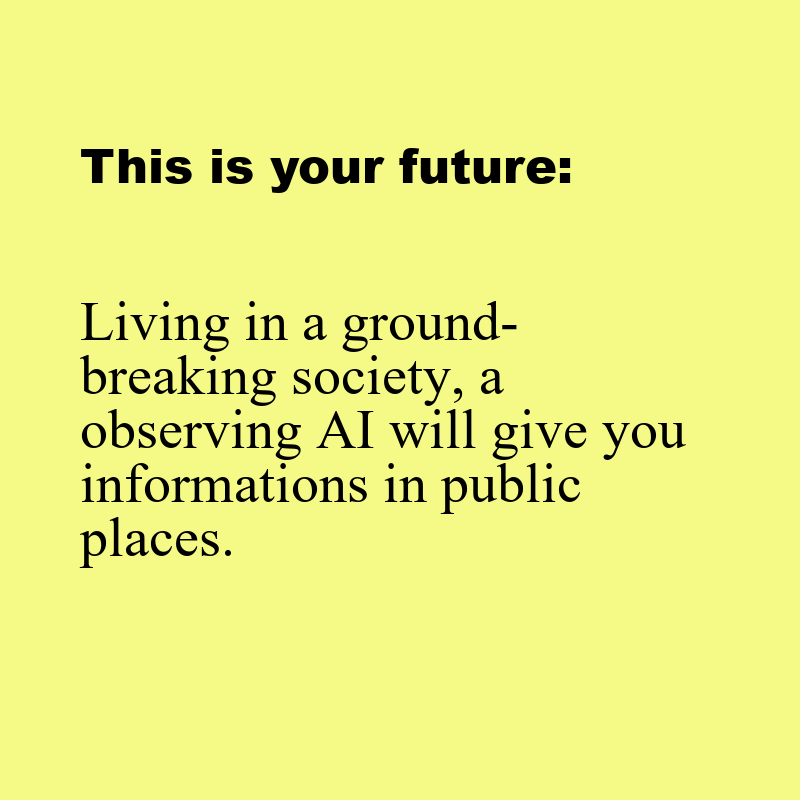 This is your future:
Living in a ground-
breaking society, a
observing AI will give you
informations in public
places.